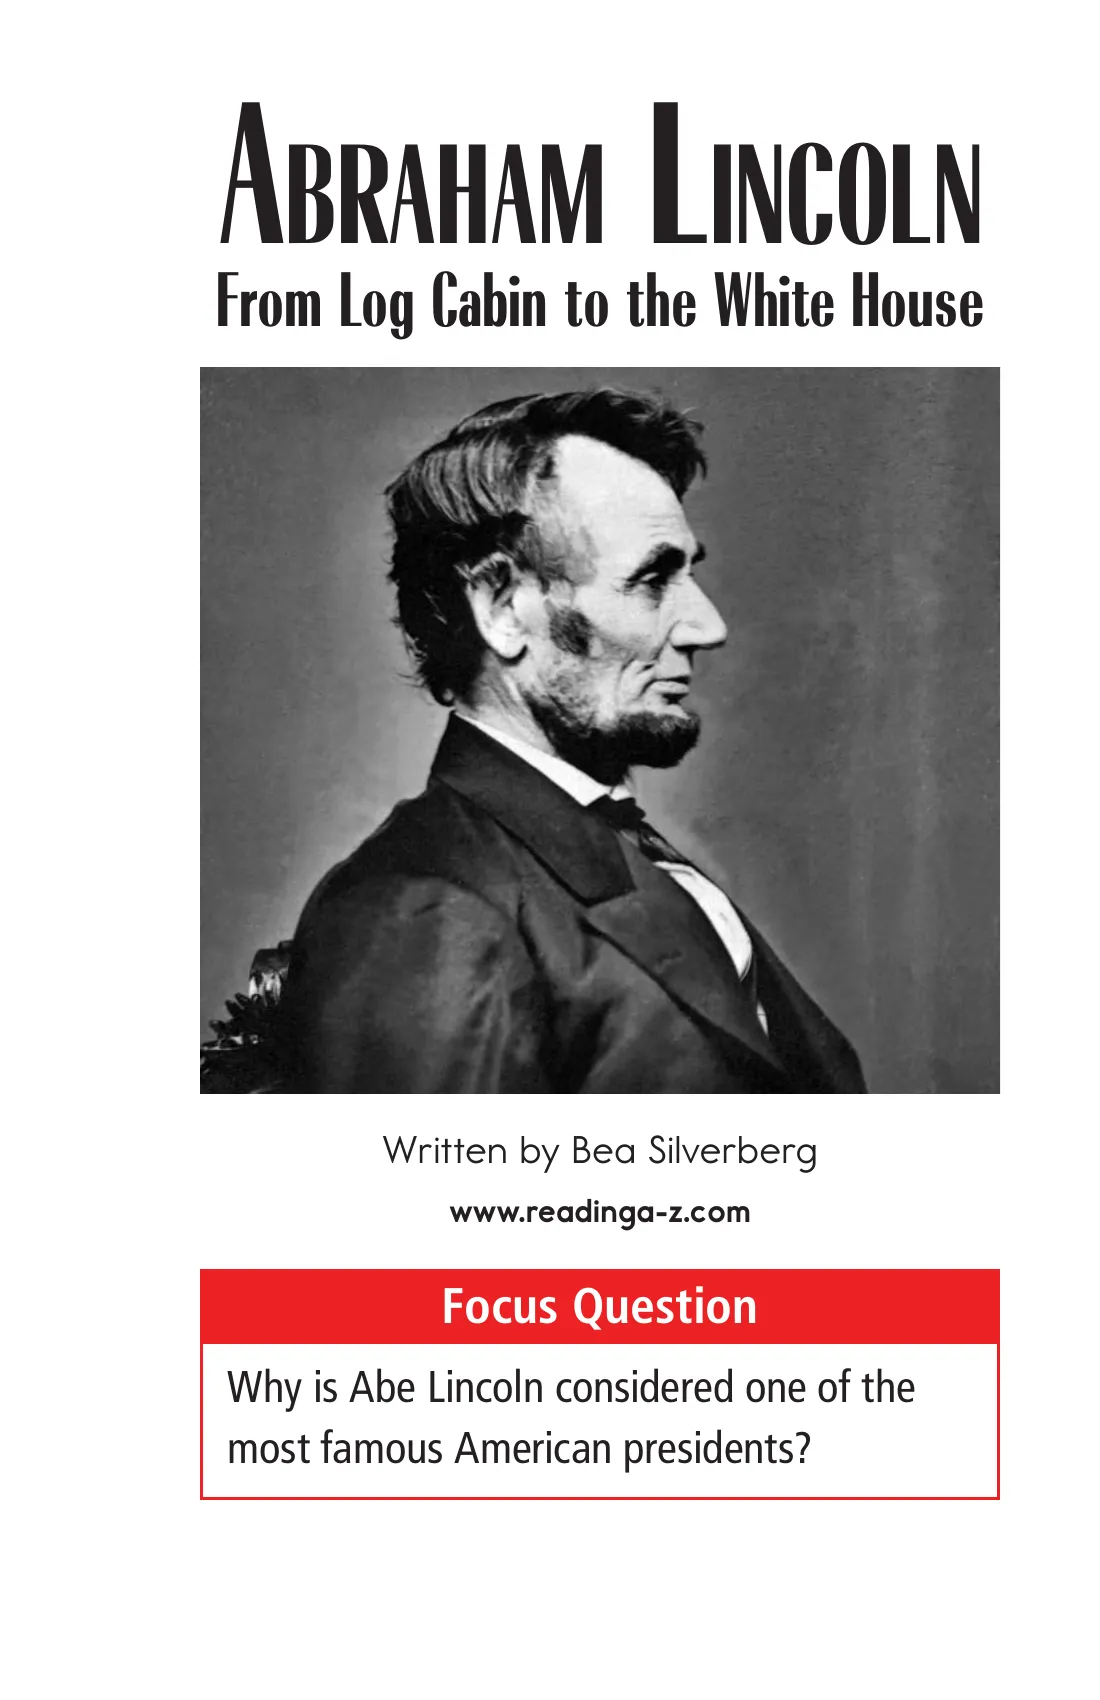 ABRAHAM LINCOLN
From Log Cabin to the White House
Written by Bea Silverberg
www.readinga-z.com
Focus Question
Why is Abe Lincoln considered one of the
most famous American presidents?